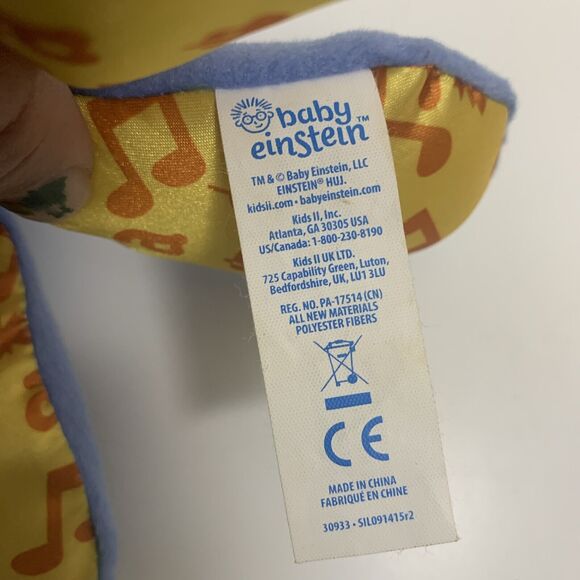 baby
einstein™
TM & © Baby Einstein, LLC
EINSTEIN® HUJ.
kidsii.com • babyeinstein.com
Kids II, Inc.
Atlanta, GA 30305 USA
US/Canada: 1-800-230-8190
Kids II UK LTD.
725 Capability Green, Luton,
Bedfordshire, UK, LU1 3LU
REG. NO. PA-17514 (CN)
ALL NEW MATERIALS
POLYESTER FIBERS
CE
MADE IN CHINA
FABRIQUÉ EN CHINE
30933 • SIL091415r2